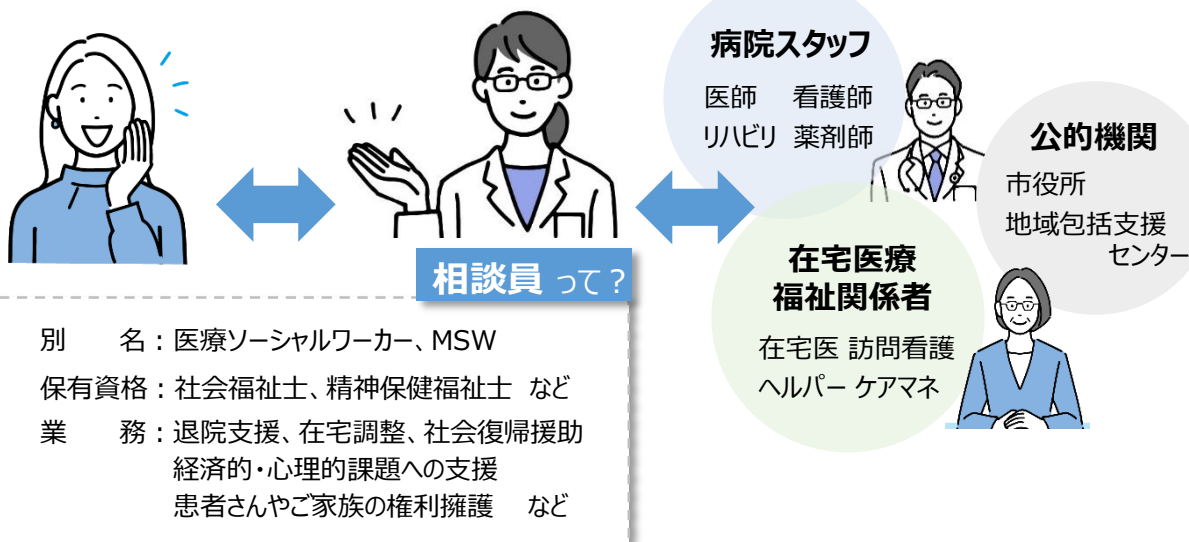 病院スタッフ
医師 看護師
リハビリ 薬剤師
公的機関
市役所
地域包括支援
センター
在宅医療
福祉関係者
在宅医 訪問看護
ヘルパー ケアマネ
相談員 って？
別　　名：医療ソーシャルワーカー、MSW
保有資格：社会福祉士、精神保健福祉士 など
業　　務：退院支援、在宅調整、社会復帰援助
経済的・心理的課題への支援
患者さんやご家族の権利擁護 など